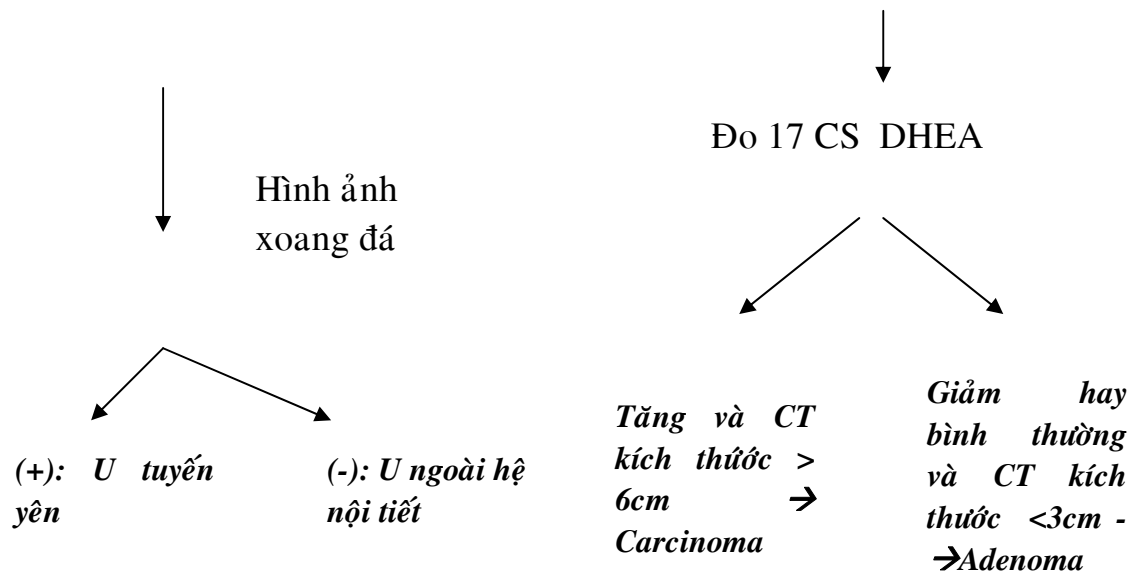 Đo 17 CS DHEA
Hình ảnh
xoang đá
(+): U tuyến
yên
(-): U ngoài hệ
nội tiết
Tăng và CT
kích thứớc >
6cm →
Carcinoma
Giảm hay
bình thường
và CT kích
thước <3cm -
→Adenoma